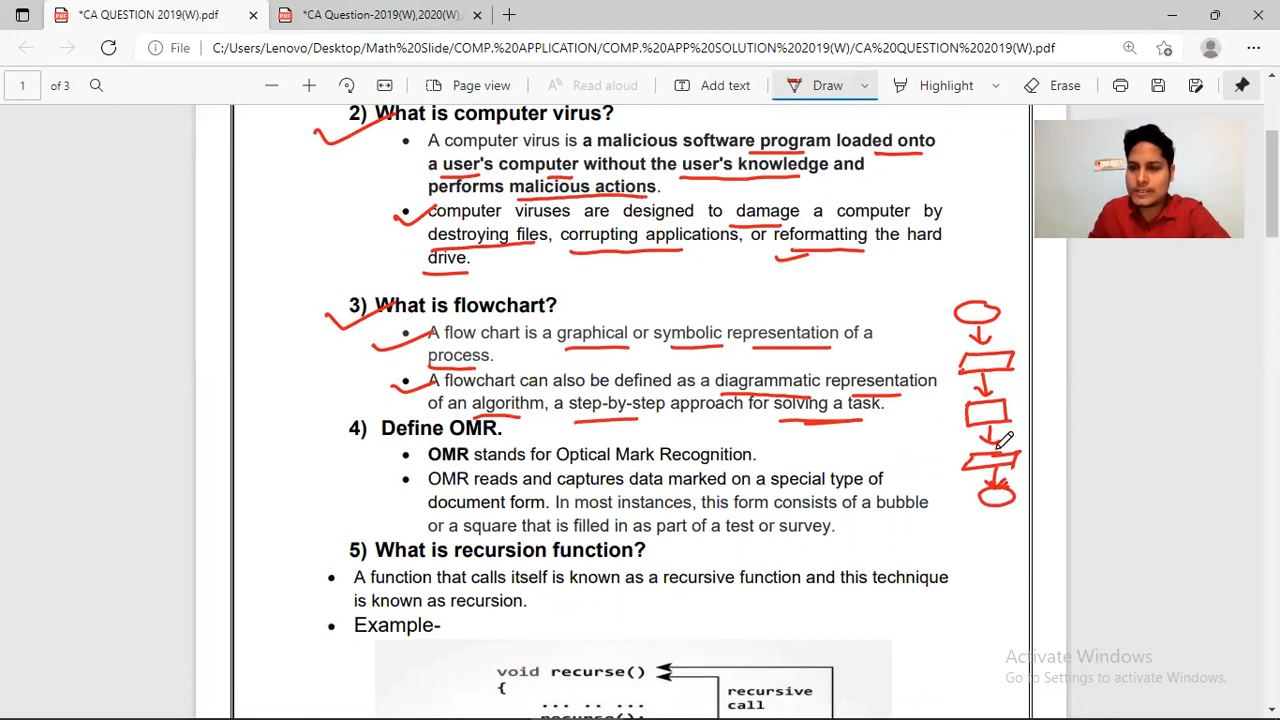 *CA QUESTION 2019(W).pdf
*CA Question-2019(W),2020(W).
File
C:/Users/Lenovo/Desktop/Math%20Slide/COMP.%20APPLICATION/COMP.%20APP%20SOLUTION%202019(W)/CA%20QUESTION%202019(W).pdf
1 of 3
Page view
Read aloud
Add text
Draw
Highlight
Erase
2) What is computer virus?
• A computer virus is a malicious software program loaded onto
a user's computer without the user's knowledge and
performs malicious actions.
• computer viruses are designed to damage a computer by
destroying files, corrupting applications, or reformatting the hard
drive.
3) What is flowchart?
• A flow chart is a graphical or symbolic representation of a
process.
• A flowchart can also be defined as a diagrammatic representation
of an algorithm, a step-by-step approach for solving a task.
4) Define OMR.
• OMR stands for Optical Mark Recognition.
• OMR reads and captures data marked on a special type of
document form. In most instances, this form consists of a bubble
or a square that is filled in as part of a test or survey.
5) What is recursion function?
• A function that calls itself is known as a recursive function and this technique
is known as recursion.
• Example-
void recurse()
{
... .. ...
recurse();
recursive
call
Activate Windows
Go to Settings to activate Windows.